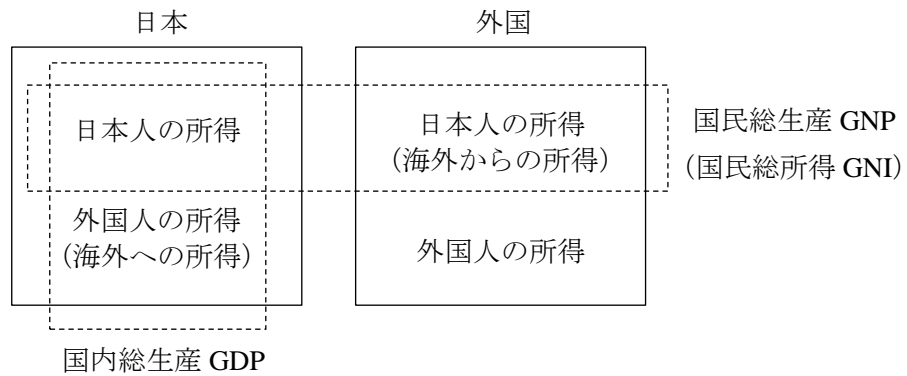 日本
外国
日本人の所得
日本人の所得
（海外からの所得）
国民総生産 GNP
（国民総所得 GNI）
外国人の所得
（海外への所得）
外国人の所得
国内総生産 GDP